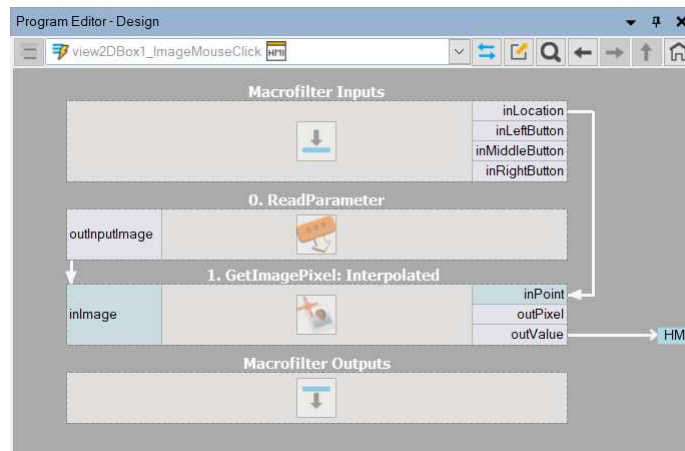 Program Editor - Design
view2DBox1_ImageMouseClick HMI
Macrofilter Inputs
inLocation
inLeftButton
inMiddleButton
inRightButton
0. ReadParameter
outInputImage
1. GetImagePixel: Interpolated
inImage
inPoint
outPixel
outValue
HM
Macrofilter Outputs